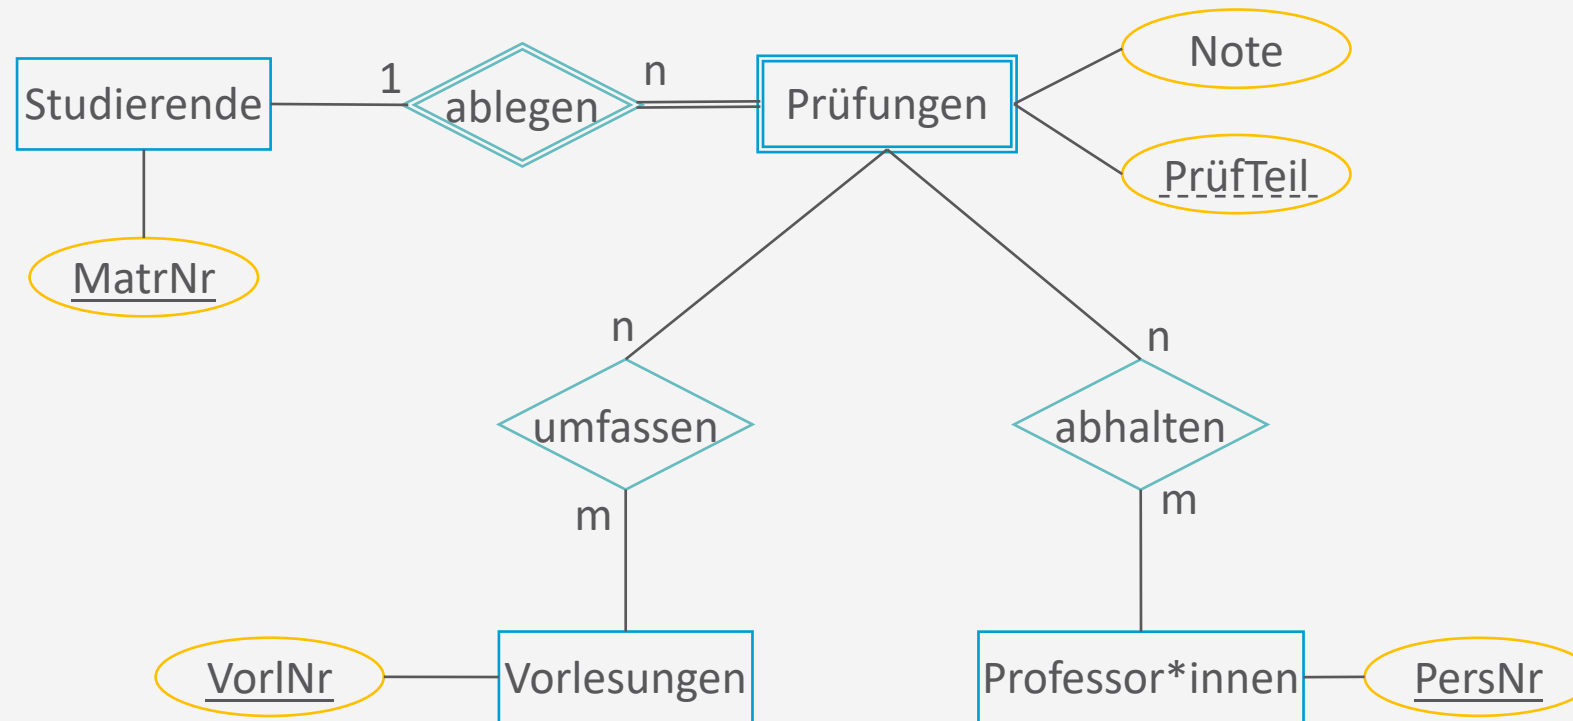 Note
Studierende
1
ablegen
n
Prüfungen
PrüfTeil
MatrNr
n
n
umfassen
abhalten
m
m
VorlNr
Vorlesungen
Professor*innen
PersNr